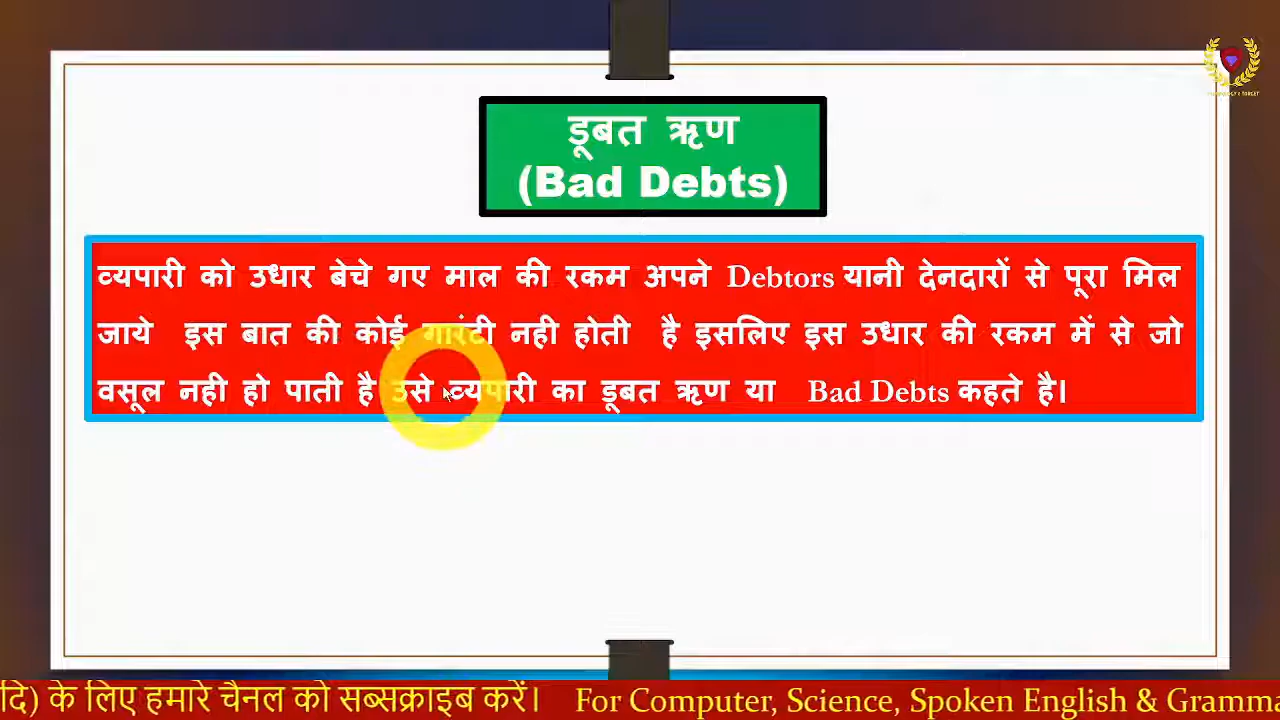 डूबत ऋण
(Bad Debts)
व्यपारी को उधार बेचे गए माल की रकम अपने Debtors यानी देनदारों से पूरा मिल
जाये इस बात की कोई गारंटी नही होती है इसलिए इस उधार की रकम में से जो
वसूल नही हो पाती है उसे व्यपारी का डूबत ऋण या Bad Debts कहते है।
दि) के लिए हमारे चैनल को सब्सक्राइब करें। For Computer, Science, Spoken English & Gramma